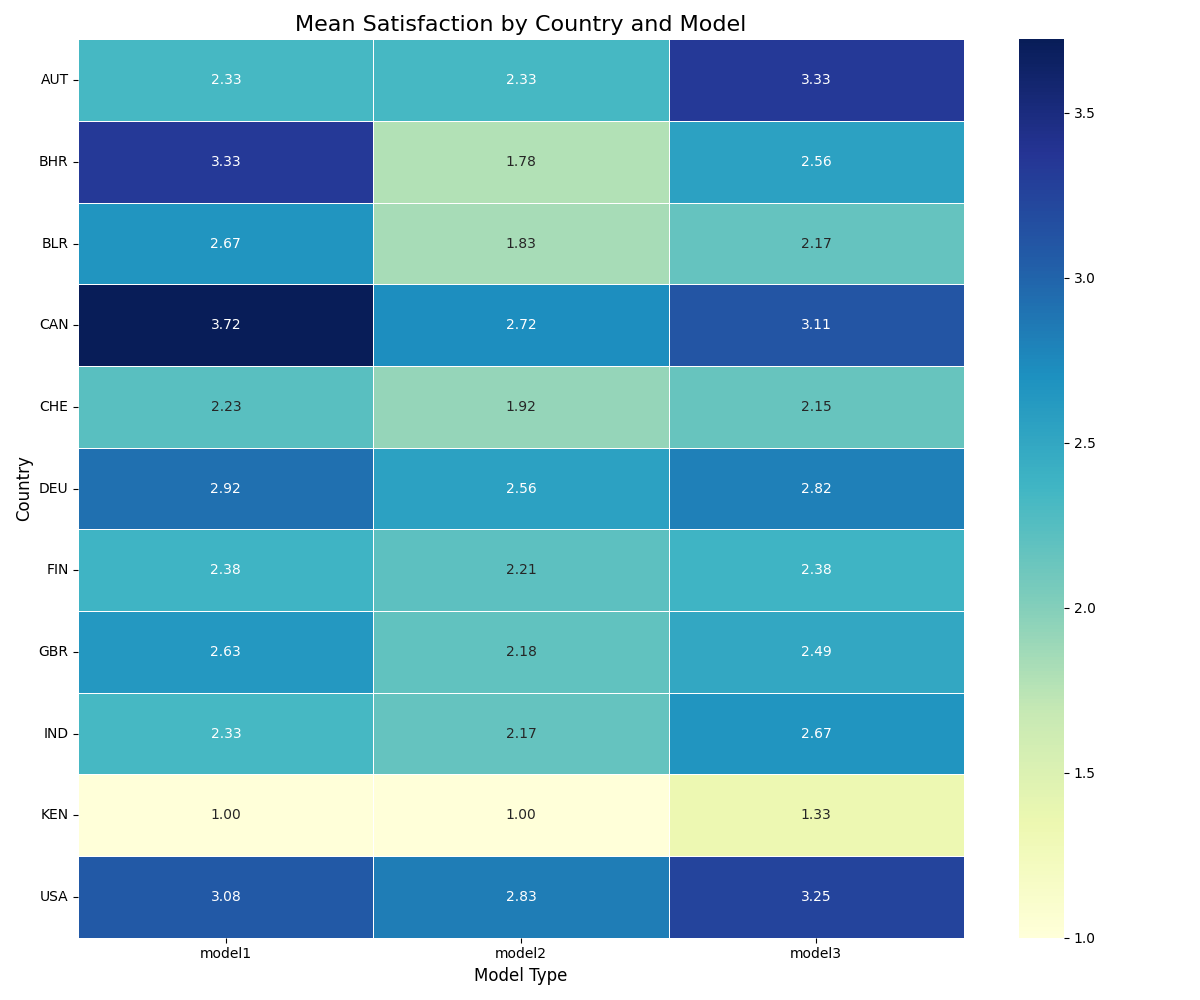 Mean Satisfaction by Country and Model
AUT 2.33 2.33 3.33
3.5
BHR 3.33 1.78 2.56
BLR 2.67 1.83 2.17
3.0
CAN 3.72 2.72 3.11
CHE 2.23 1.92 2.15
2.5
Country
DEU 2.92 2.56 2.82
FIN 2.38 2.21 2.38
2.0
GBR 2.63 2.18 2.49
IND 2.33 2.17 2.67
1.5
KEN 1.00 1.00 1.33
USA 3.08 2.83 3.25
1.0
model1 model2 model3
Model Type